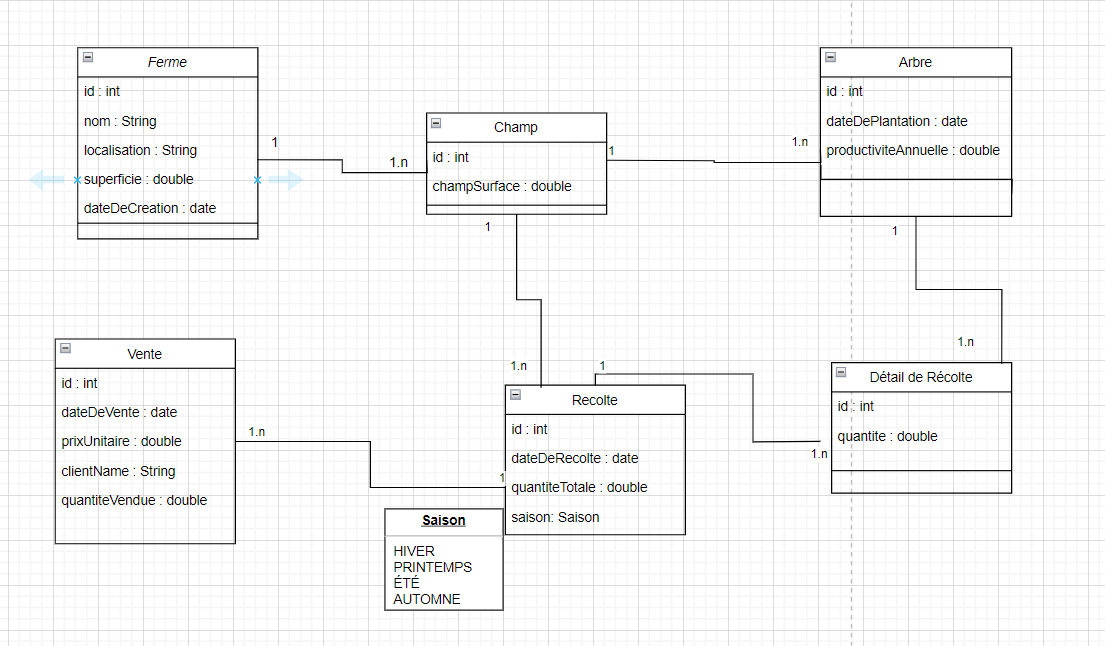 Ferme
id : int
nom : String
localisation : String
superficie : double
dateDeCreation : date
1
1.n
Champ
id : int
champSurface : double
1
1.n
Arbre
id : int
dateDePlantation : date
productiviteAnnuelle : double
1
1
1.n
1.n
1
1.n
Vente
id : int
dateDeVente : date
prixUnitaire : double
clientName : String
quantiteVendue : double
1.n
1
Recolte
id : int
dateDeRecolte : date
quantiteTotale : double
saison: Saison
Détail de Récolte
id : int
quantite : double
Saison
HIVER
PRINTEMPS
ÉTÉ
AUTOMNE